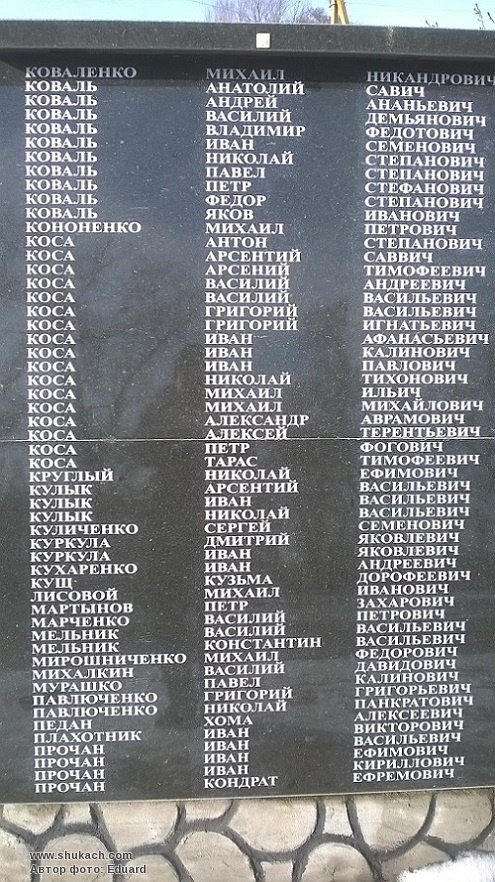 КОВАЛЕНКО МИХАИЛ НИКАНДРОВИЧ
КОВАЛЬ АНАТОЛИЙ САВИЧ
КОВАЛЬ АНДРЕЙ АНАНЬЕВИЧ
КОВАЛЬ ВАСИЛИЙ ДЕМЬЯНОВИЧ
КОВАЛЬ ВЛАДИМИР ФЕДОТОВИЧ
КОВАЛЬ ИВАН СЕМЕНОВИЧ
КОВАЛЬ НИКОЛАЙ СТЕПАНОВИЧ
КОВАЛЬ ПАВЕЛ СТЕПАНОВИЧ
КОВАЛЬ ПЕТР СТЕФАНОВИЧ
КОВАЛЬ ФЕДОР СТЕПАНОВИЧ
КОВАЛЬ ЯКОВ ИВАНОВИЧ
КОНОНЕНКО МИХАИЛ ПЕТРОВИЧ
КОСА АНТОН СТЕПАНОВИЧ
КОСА АРСЕНТИЙ САВВИЧ
КОСА АРСЕНИЙ ТИМОФЕЕВИЧ
КОСА ВАСИЛИЙ АНДРЕЕВИЧ
КОСА ВАСИЛИЙ ВАСИЛЬЕВИЧ
КОСА ГРИГОРИЙ ВАСИЛЬЕВИЧ
КОСА ГРИГОРИЙ ИГНАТЬЕВИЧ
КОСА ИВАН АФАНАСЬЕВИЧ
КОСА ИВАН КАЛИНОВИЧ
КОСА ИВАН ПАВЛОВИЧ
КОСА НИКОЛАЙ ТИХОНОВИЧ
КОСА МИХАИЛ ИЛЬИЧ
КОСА МИХАИЛ МИХАЙЛОВИЧ
КОСА АЛЕКСАНДР АВРАМОВИЧ
КОСА АЛЕКСЕЙ ТЕРЕНТЬЕВИЧ
КОСА ПЕТР ФОГОВИЧ
КОСА ТАРАС ТИМОФЕЕВИЧ
КРУГЛЫЙ НИКОЛАЙ ЕФИМОВИЧ
КУЛЫК АРСЕНТИЙ ВАСИЛЬЕВИЧ
КУЛЫК ИВАН ВАСИЛЬЕВИЧ
КУЛЫК НИКОЛАЙ ВАСИЛЬЕВИЧ
КУЛИЧЕНКО СЕРГЕЙ СЕМЕНОВИЧ
КУРКУЛА ДМИТРИЙ ЯКОВЛЕВИЧ
КУРКУЛА ИВАН ЯКОВЛЕВИЧ
КУХАРЕНКО ИВАН АНДРЕЕВИЧ
КУЩ КУЗЬМА ДОРОФЕЕВИЧ
ЛИСОВОЙ МИХАИЛ ИВАНОВИЧ
МАРТЫНОВ ПЕТР ЗАХАРОВИЧ
МАРЧЕНКО ВАСИЛИЙ ПЕТРОВИЧ
МЕЛЬНИК ВАСИЛИЙ ВАСИЛЬЕВИЧ
МЕЛЬНИК КОНСТАНТИН ВАСИЛЬЕВИЧ
МИРОШНИЧЕНКО МИХАИЛ ФЕДОРОВИЧ
МИХАЛКИН ВАСИЛИЙ ДАВИДОВИЧ
МУРАШКО ПАВЕЛ КАЛИНОВИЧ
ПАВЛЮЧЕНКО ГРИГОРИЙ ГРИГОРЬЕВИЧ
ПАВЛЮЧЕНКО НИКОЛАЙ ПАНКРАТОВИЧ
ПЕДАН ХОМА АЛЕКСЕЕВИЧ
ПЛАХОТНИК ИВАН ВИКТОРОВИЧ
ПРОЧАН ИВАН ВАСИЛЬЕВИЧ
ПРОЧАН ИВАН ЕФИМОВИЧ
ПРОЧАН ИВАН КИРИЛЛОВИЧ
ПРОЧАН КОНДРАТ ЕФРЕМОВИЧ
www.shukach.com
Автор фото: Eduard